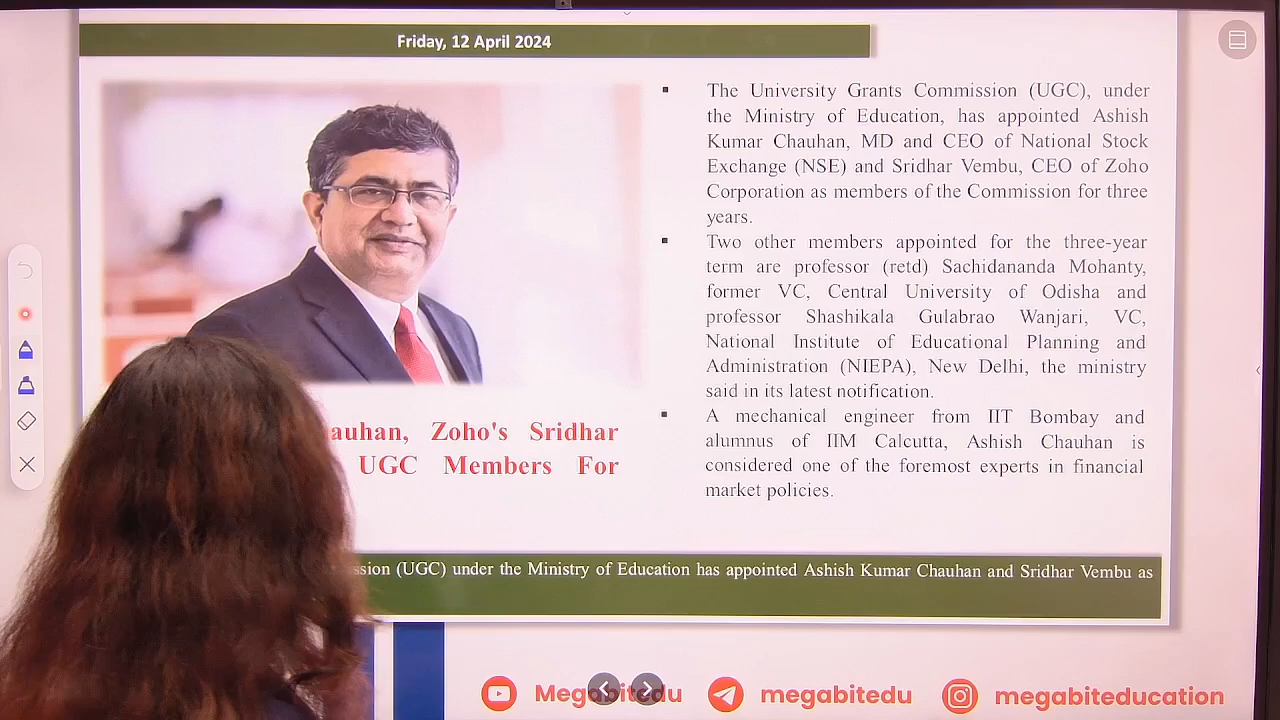 Friday, 12 April 2024
The University Grants Commission (UGC), under
the Ministry of Education, has appointed Ashish
Kumar Chauhan, MD and CEO of National Stock
Exchange (NSE) and Sridhar Vembu, CEO of Zoho
Corporation as members of the Commission for three
years.
Two other members appointed for the three-year
term are professor (retd) Sachidananda Mohanty,
former VC, Central University of Odisha and
professor Shashikala Gulabrao Wanjari, VC,
National Institute of Educational Planning and
Administration (NIEPA), New Delhi, the ministry
said in its latest notification.
A mechanical engineer from IIT Bombay and
alumnus of IIM Calcutta, Ashish Chauhan is
considered one of the foremost experts in financial
market policies.
auhan, Zoho's Sridhar
UGC Members For
ssion (UGC) under the Ministry of Education has appointed Ashish Kumar Chauhan and Sridhar Vembu as
Megabitedu
megabitedu
megabiteducation